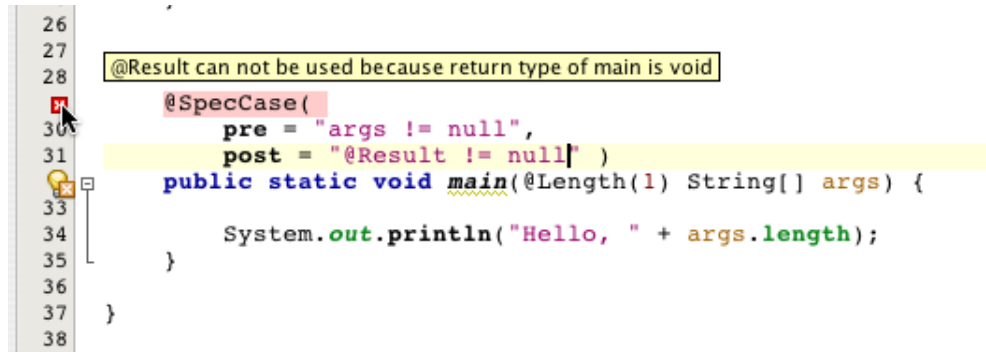 }
26
27
@Result can not be used because return type of main is void
28
@SpecCase(
30 pre = "args != null",
31 post = "@Result != null" )
public static void main(@Length(1) String[] args) {
33
34 System.out.println("Hello, " + args.length);
35 }
36
37 }
38